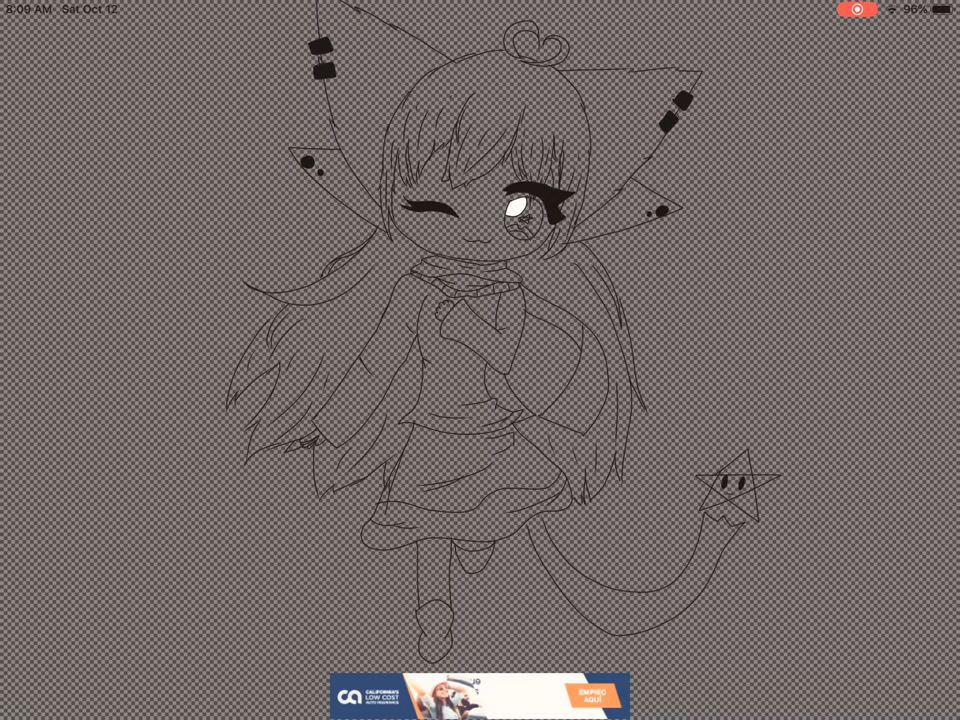 8:09 AM Sat Oct 12
96%
ca
CALIFORNIA'S
LOW COST
AUTO INSURANCE
EMPIEC
AQUÍ